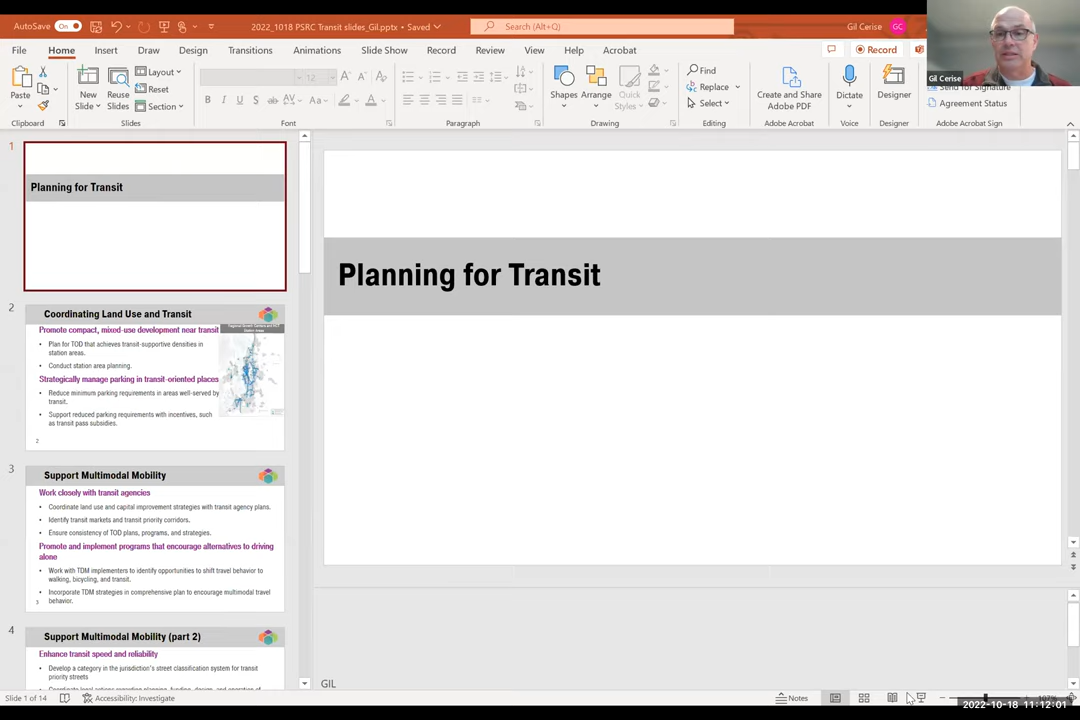 AutoSave On 2022_1018 PSRC Transit slides_Gil.pptx • Saved Search (Alt+Q) Gil Cerise GC
File Home Insert Draw Design Transitions Animations Slide Show Record Review View Help Acrobat Record
Gil Cerise
Paste New Slide Reuse Slides Layout Reset Section 12 Shapes Arrange Quick Styles Find Replace Select Create and Share Adobe PDF Dictate Designer Send for Signature Agreement Status
Clipboard Slides Font Paragraph Drawing Editing Adobe Acrobat Voice Designer Adobe Acrobat Sign
1
Planning for Transit
2
Coordinating Land Use and Transit
Promote compact, mixed-use development near transit
• Plan for TOD that achieves transit-supportive densities in
station areas.
• Conduct station area planning.
Strategically manage parking in transit-oriented places
• Reduce minimum parking requirements in areas well-served by
transit.
• Support reduced parking requirements with incentives, such
as transit pass subsidies.
2
3
Support Multimodal Mobility
Work closely with transit agencies
• Coordinate land use and capital improvement strategies with transit agency plans.
• Identify transit markets and transit priority corridors.
• Ensure consistency of TOD plans, programs, and strategies.
Promote and implement programs that encourage alternatives to driving
alone
• Work with TDM implementers to identify opportunities to shift travel behavior to
walking, bicycling, and transit.
• Incorporate TDM strategies in comprehensive plan to encourage multimodal travel
behavior.
3
4
Support Multimodal Mobility (part 2)
Enhance transit speed and reliability
• Develop a category in the jurisdiction's street classification system for transit
priority streets
Planning for Transit
GIL
Slide 1 of 14 Accessibility: Investigate Notes 107%
2022-10-18 11:12:01